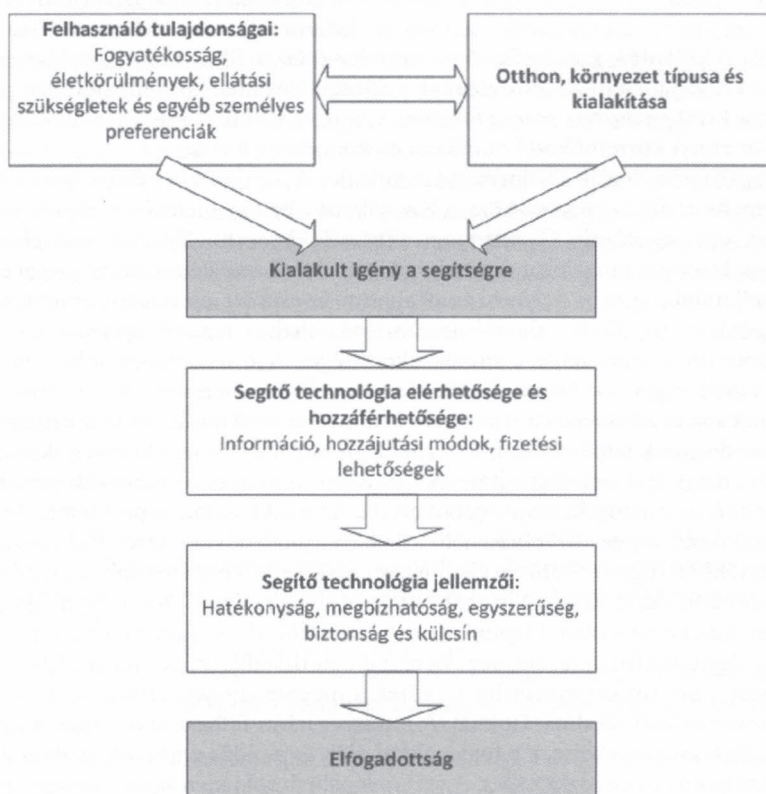 Felhasználó tulajdonságai:
Fogyatékosság,
életkörülmények, ellátási
szükségletek és egyéb személyes
preferenciák
Otthon, környezet típusa és
kialakítása
Kialakult igény a segítségre
Segítő technológia elérhetősége és
hozzáférhetősége:
Információ, hozzájutási módok, fizetési
lehetőségek
Segítő technológia jellemzői:
Hatékonyság, megbízhatóság, egyszerűség,
biztonság és külcsín
Elfogadottság